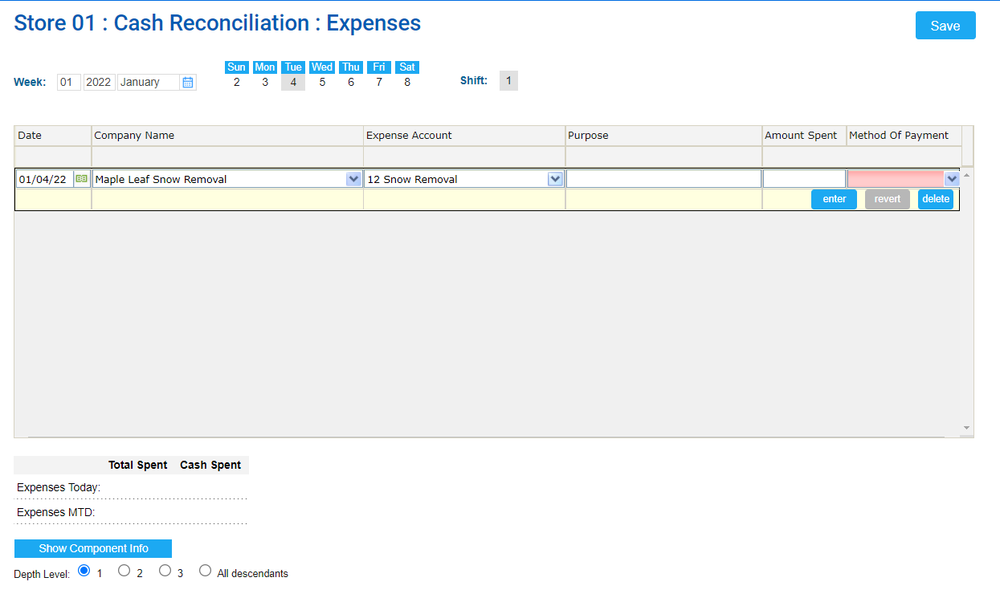 Store 01 : Cash Reconciliation : Expenses
Save
Sun Mon Tue Wed Thu Fri Sat
Week: 01 2022 January 2 3 4 5 6 7 8 Shift: 1
Date Company Name Expense Account Purpose Amount Spent Method Of Payment
01/04/22 Maple Leaf Snow Removal 12 Snow Removal
enter revert delete
Total Spent Cash Spent
Expenses Today:
Expenses MTD:
Show Component Info
Depth Level: 1 2 3 All descendants